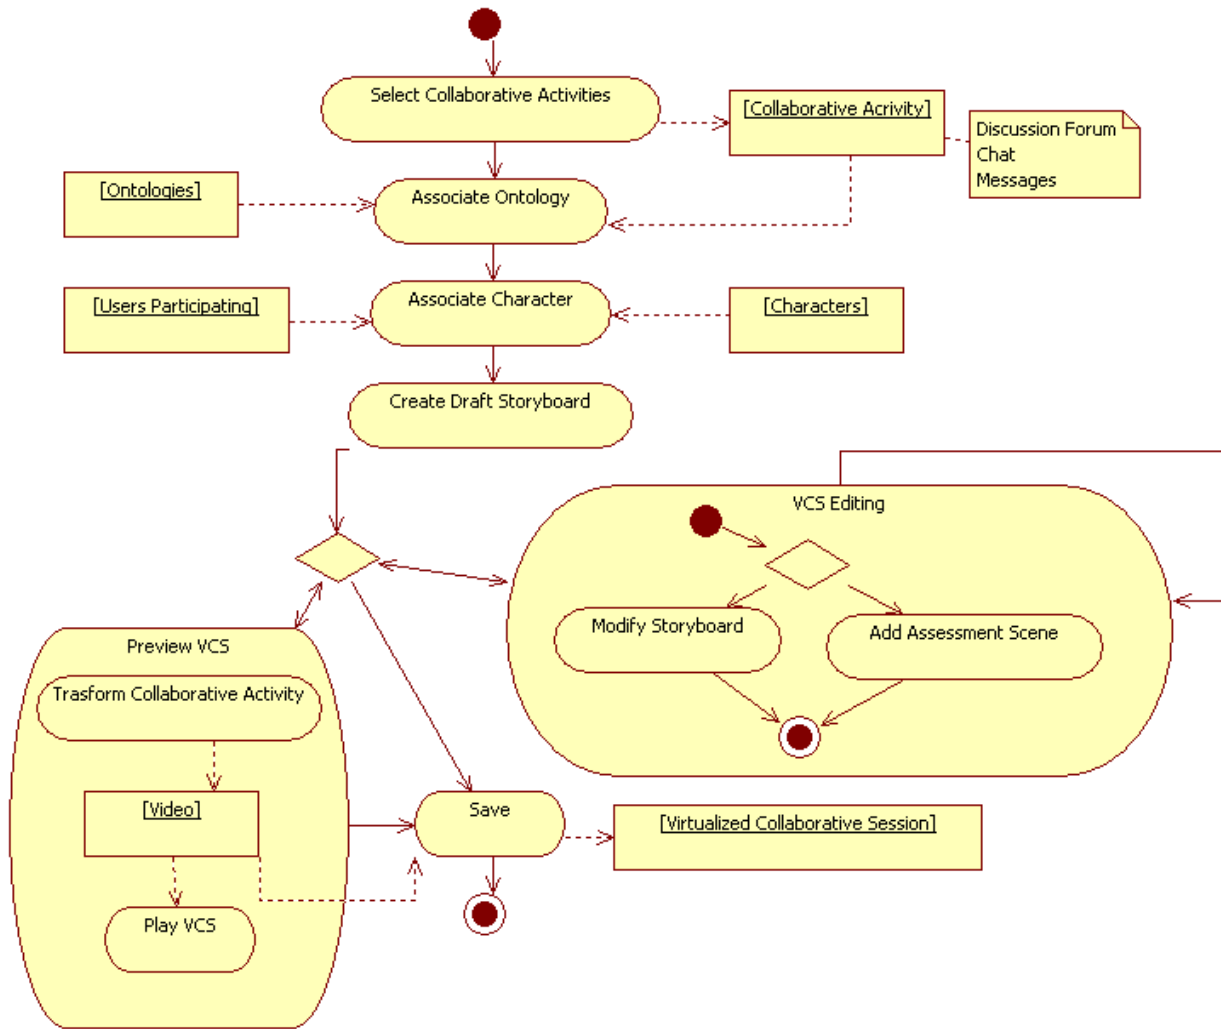 Select Collaborative Activities
[Collaborative Acrivity]
Discussion Forum
Chat
Messages
[Ontologies]
Associate Ontology
[Users Participating]
Associate Character
[Characters]
Create Draft Storyboard
VCS Editing
Modify Storyboard
Add Assessment Scene
Preview VCS
Trasform Collaborative Activity
[Video]
Save
[Virtualized Collaborative Session]
Play VCS